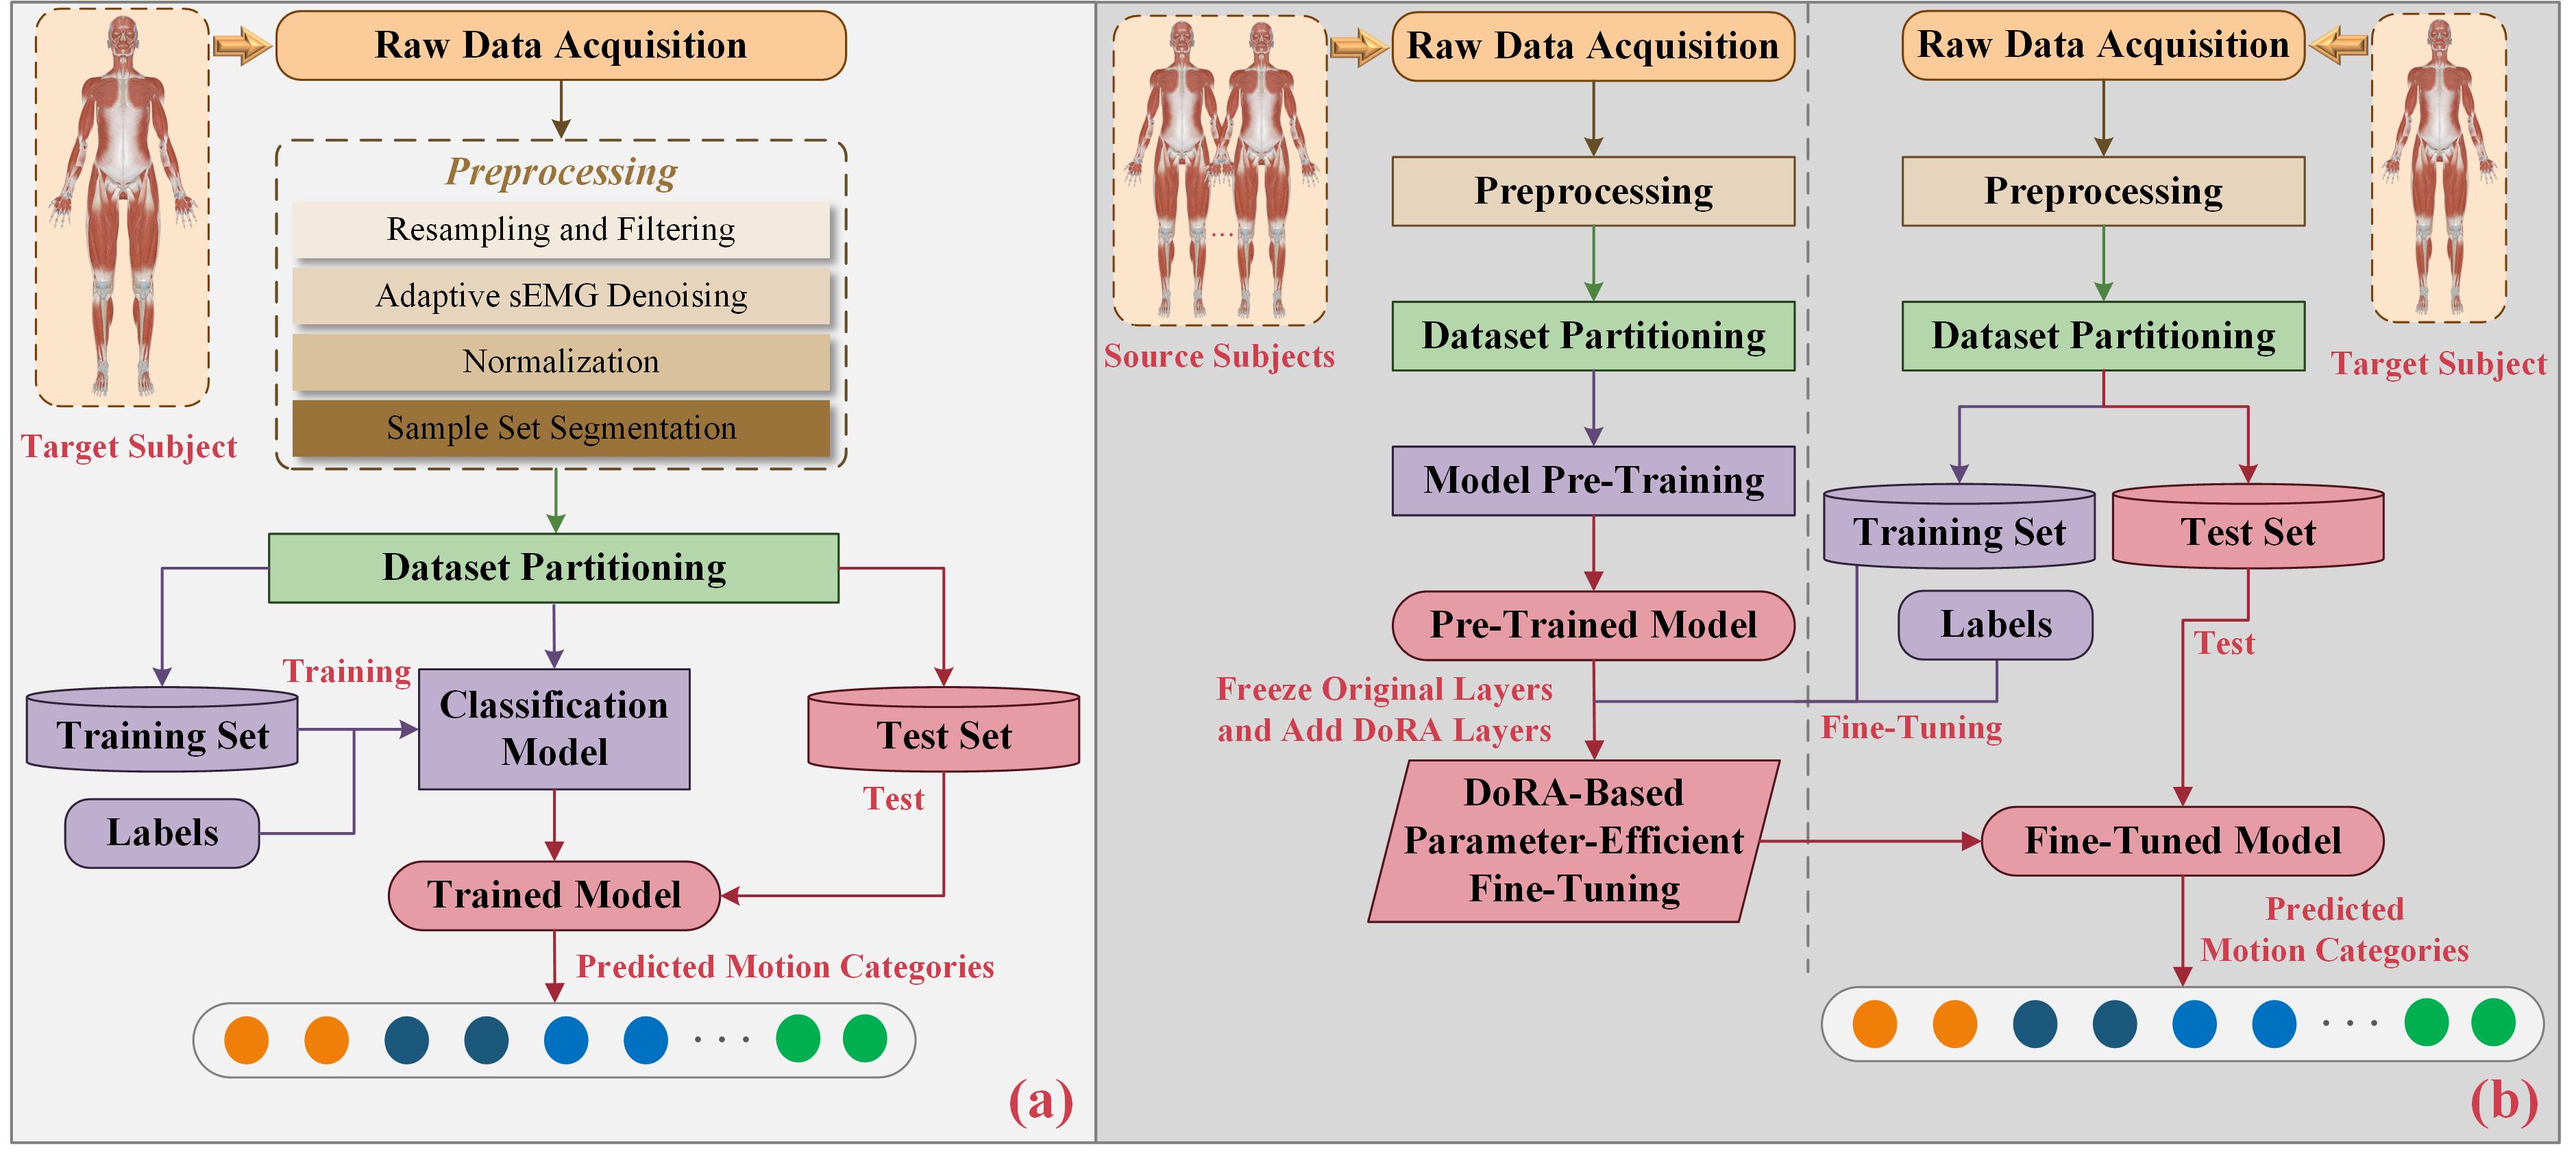 Raw Data Acquisition
Preprocessing
Resampling and Filtering
Adaptive sEMG Denoising
Normalization
Sample Set Segmentation
Target Subject
Dataset Partitioning
Training
Training Set
Classification
Model
Test Set
Labels
Test
Trained Model
Predicted Motion Categories
. . .
(a)
Raw Data Acquisition
Preprocessing
...
Dataset Partitioning
Source Subjects
Model Pre-Training
Pre-Trained Model
Freeze Original Layers
and Add DoRA Layers
DoRA-Based
Parameter-Efficient
Fine-Tuning
Raw Data Acquisition
Preprocessing
Dataset Partitioning
Target Subject
Training Set
Test Set
Labels
Test
Fine-Tuning
Fine-Tuned Model
Predicted
Motion Categories
. . .
(b)